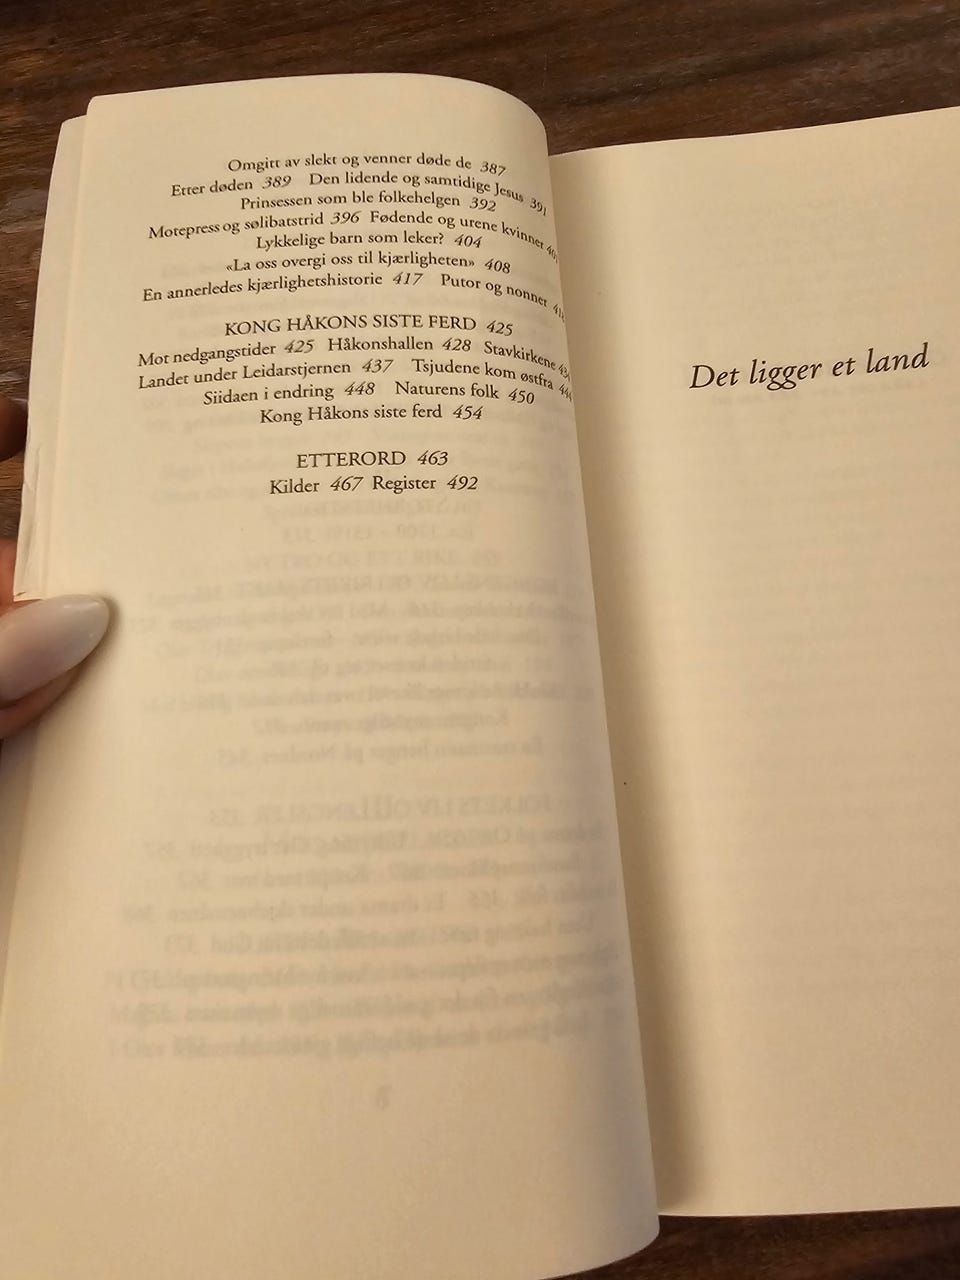 Omgitt av slekt og venner døde de 387
Etter døden 389 Den lidende og samtidige Jesus 391
Prinsessen som ble folkehelgen 392
Motepress og sølibatstrid 396 Fødende og urene kvinner
Lykkelige barn som leker? 404
«La oss overgi oss til kjærligheten» 408
En annerledes kjærlighetshistorie 417 Putor og nonner
KONG HÅKONS SISTE FERD 425
Mot nedgangstider 425 Håkonshallen 428 Stavkirkene
Landet under Leidarstjernen 437 Tsjudene kom østfra
Siidaen i endring 448 Naturens folk 450
Kong Håkons siste ferd 454
ETTERORD 463
Kilder 467 Register 492
Det ligger et land